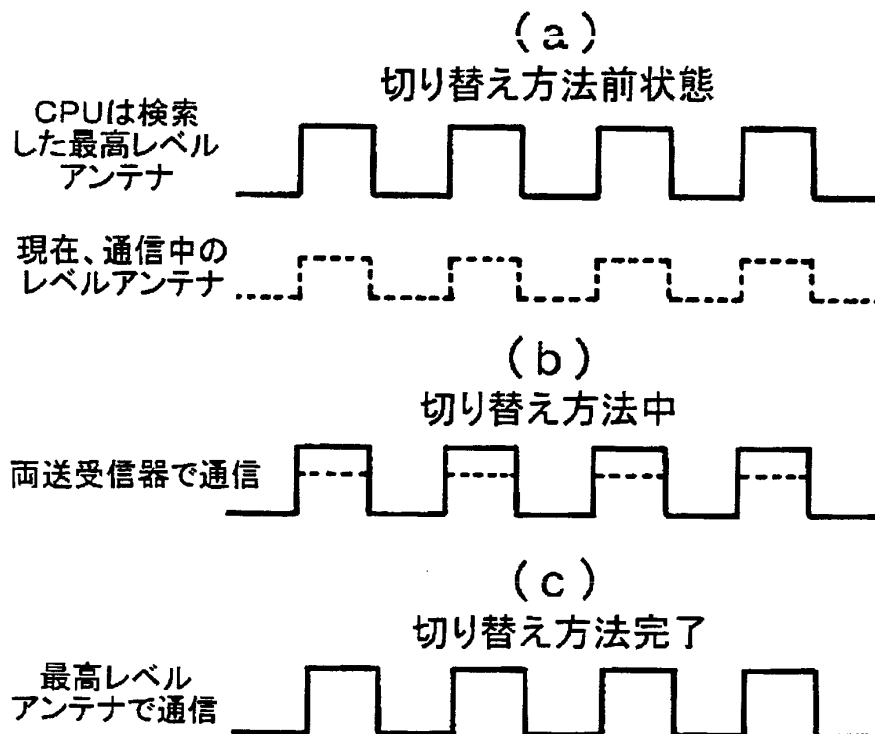 (a)
切り替え方法前状態
CPUは検索
した最高レベル
アンテナ
現在、通信中の
レベルアンテナ
(b)
切り替え方法中
両送受信器で通信
(c)
切り替え方法完了
最高レベル
アンテナで通信